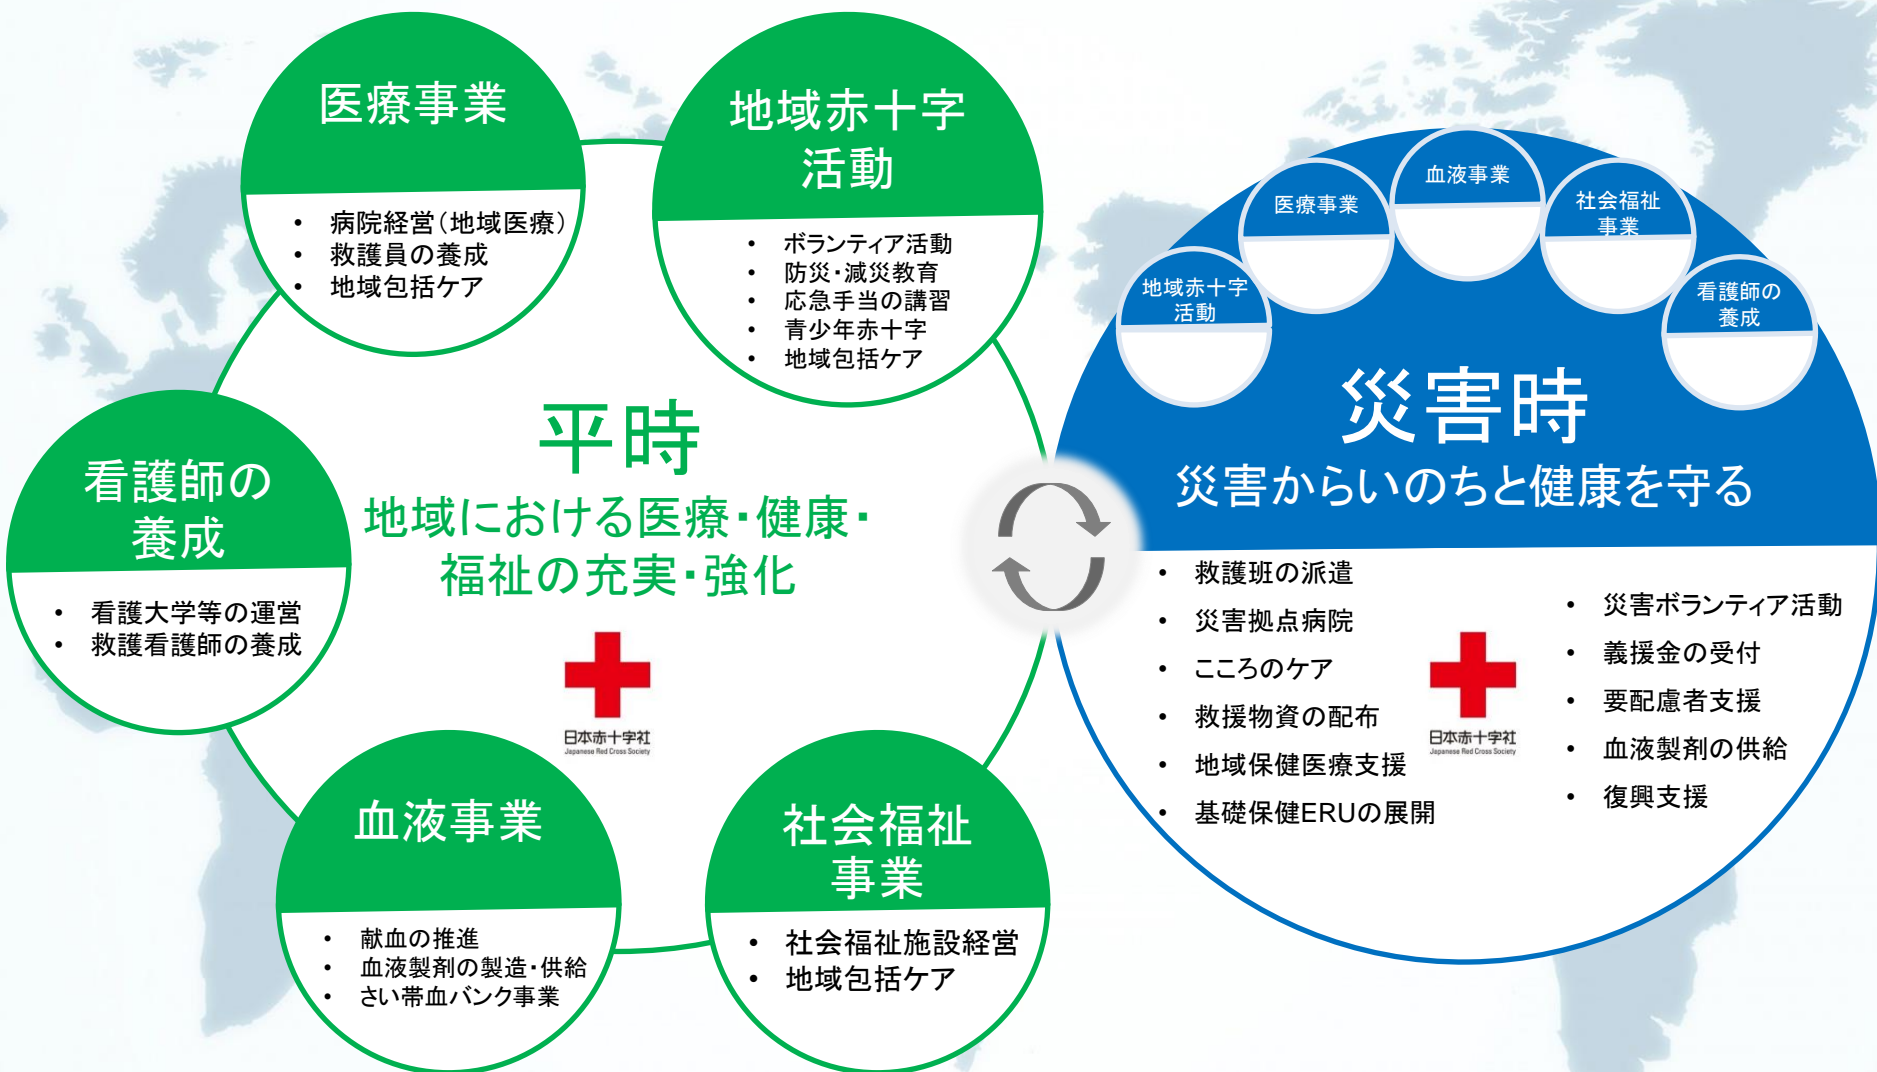 医療事業
• 病院経営(地域医療)
• 救護員の養成
• 地域包括ケア
地域赤十字
活動
• ボランティア活動
• 防災・減災教育
• 応急手当の講習
• 青少年赤十字
• 地域包括ケア
看護師の
養成
• 看護大学等の運営
• 救護看護師の養成
平時
地域における医療・健康・
福祉の充実・強化
日本赤十字社
Japanese Red Cross Society
血液事業
• 献血の推進
• 血液製剤の製造・供給
• さい帯血バンク事業
社会福祉
事業
• 社会福祉施設経営
• 地域包括ケア
地域赤十字
活動
医療事業
血液事業
社会福祉
事業
看護師の
養成
災害時
災害からいのちと健康を守る
• 救護班の派遣
• 災害拠点病院
• こころのケア
• 救援物資の配布
• 地域保健医療支援
• 基礎保健ERUの展開
日本赤十字社
Japanese Red Cross Society
• 災害ボランティア活動
• 義援金の受付
• 要配慮者支援
• 血液製剤の供給
• 復興支援